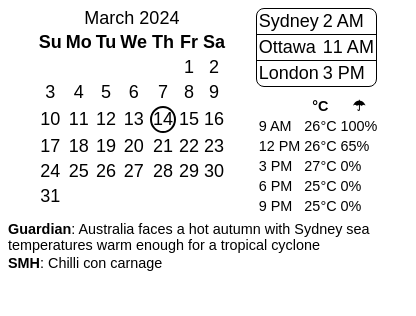 March 2024
Su Mo Tu We Th Fr Sa
1 2
3 4 5 6 7 8 9
10 11 12 13 14 15 16
17 18 19 20 21 22 23
24 25 26 27 28 29 30
31
Sydney 2 AM
Ottawa 11 AM
London 3 PM
°C ☂
9 AM 26°C 100%
12 PM 26°C 65%
3 PM 27°C 0%
6 PM 25°C 0%
9 PM 25°C 0%
Guardian: Australia faces a hot autumn with Sydney sea
temperatures warm enough for a tropical cyclone
SMH: Chilli con carnage